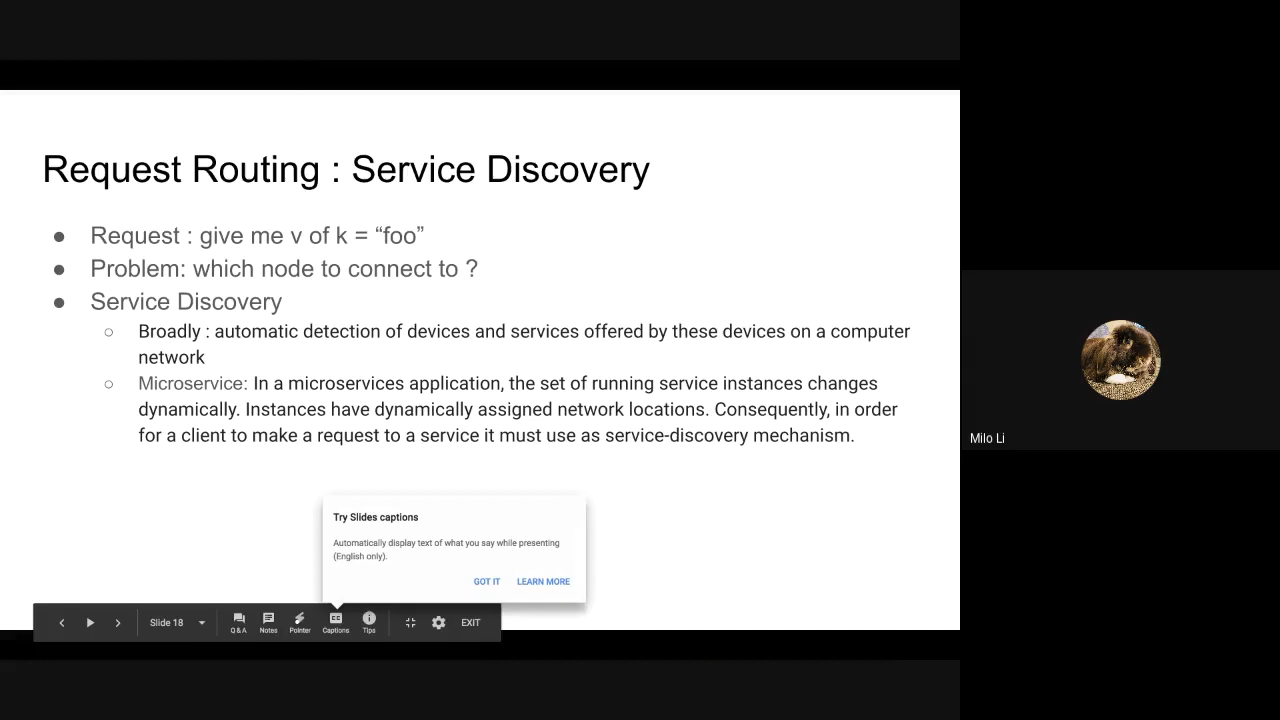 Request Routing : Service Discovery
● Request : give me v of k = “foo”
● Problem: which node to connect to ?
● Service Discovery
○ Broadly : automatic detection of devices and services offered by these devices on a computer
network
○ Microservice: In a microservices application, the set of running service instances changes
dynamically. Instances have dynamically assigned network locations. Consequently, in order
for a client to make a request to a service it must use as service-discovery mechanism.
Milo Li
Try Slides captions
Automatically display text of what you say while presenting
(English only).
GOT IT LEARN MORE
Slide 18
Q&A Notes Pointer Captions Tips
EXIT